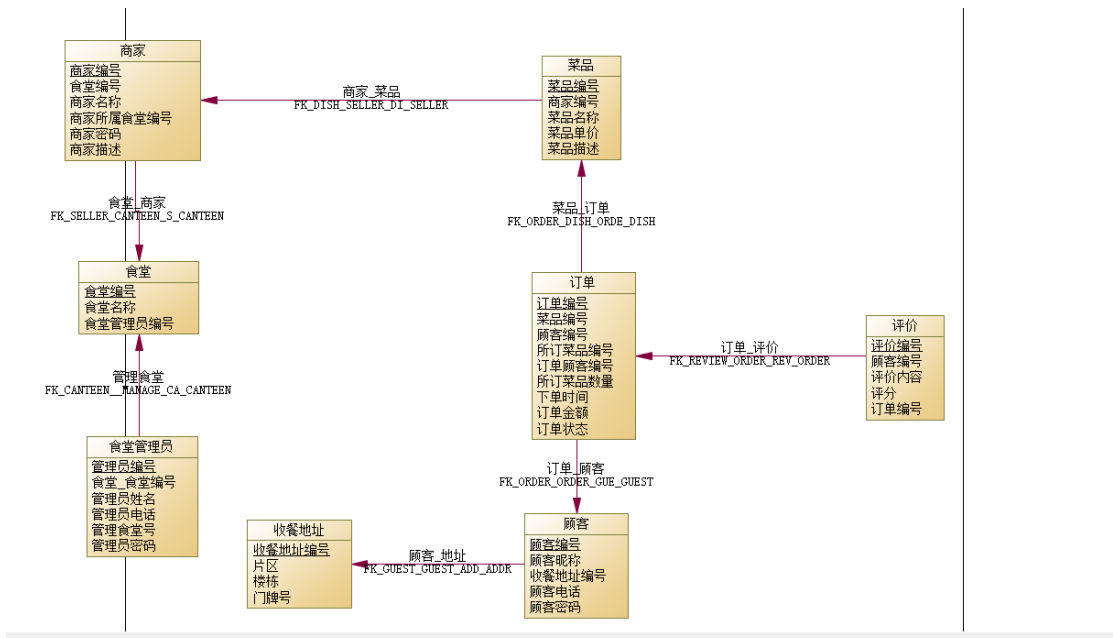 商家
商家编号
食堂编号
商家名称
商家所属食堂编号
商家密码
商家描述
商家_菜品
FK_DISH_SELLER_DI_SELLER
菜品
菜品编号
商家编号
菜品名称
菜品单价
菜品描述
食堂_商家
FK_SELLER_CANTEEN_S_CANTEEN
菜品_订单
FK_ORDER_DISH_ORDE_DISH
食堂
食堂编号
食堂名称
食堂管理员编号
订单
订单编号
菜品编号
顾客编号
所订菜品编号
订单顾客编号
所订菜品数量
下单时间
订单金额
订单状态
订单_评价
FK_REVIEW_ORDER_REV_ORDER
评价
评价编号
顾客编号
评价内容
评分
订单编号
管理食堂
FK_CANTEEN__MANAGE_CA_CANTEEN
食堂管理员
管理员编号
食堂_食堂编号
管理员姓名
管理员电话
管理食堂号
管理员密码
订单_顾客
FK_ORDER_ORDER_GUE_GUEST
收餐地址
收餐地址编号
片区
楼栋
门牌号
顾客_地址
FK_GUEST_GUEST_ADD_ADDR
顾客
顾客编号
顾客昵称
收餐地址编号
顾客电话
顾客密码